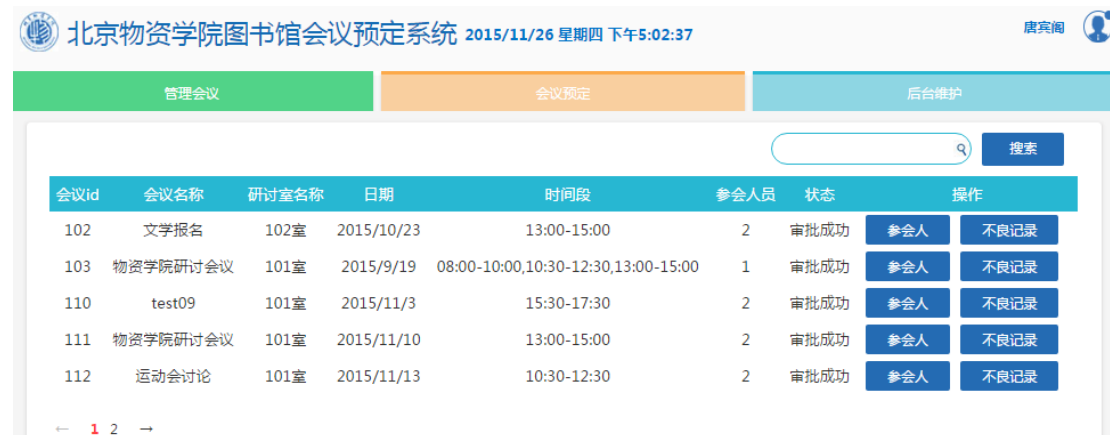 北京物资学院图书馆会议预定系统 2015/11/26 星期四 下午5:02:37 唐宾阁
管理会议 会议预定 后台维护
搜索
会议id 会议名称 研讨室名称 日期 时间段 参会人员 状态 操作
102 文学报名 102室 2015/10/23 13:00-15:00 2 审批成功 参会人 不良记录
103 物资学院研讨会议 101室 2015/9/19 08:00-10:00,10:30-12:30,13:00-15:00 1 审批成功 参会人 不良记录
110 test09 101室 2015/11/3 15:30-17:30 2 审批成功 参会人 不良记录
111 物资学院研讨会议 101室 2015/11/10 13:00-15:00 2 审批成功 参会人 不良记录
112 运动会讨论 101室 2015/11/13 10:30-12:30 2 审批成功 参会人 不良记录
← 1 2 →